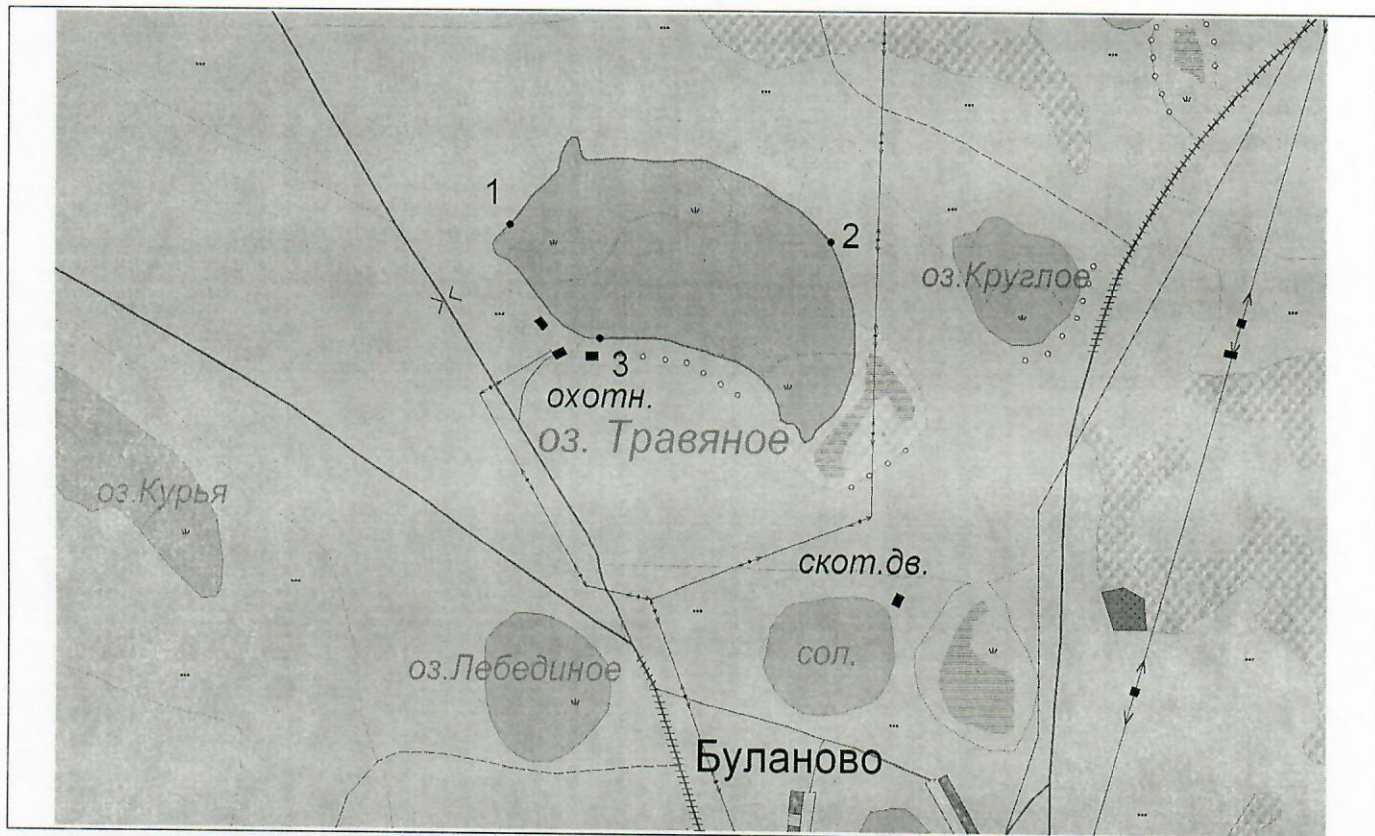 1
2
оз.Круглое
3
охотн.
оз. Травяное
оз.Курья
скот.дв.
сол.
оз.Лебединое
Буланово